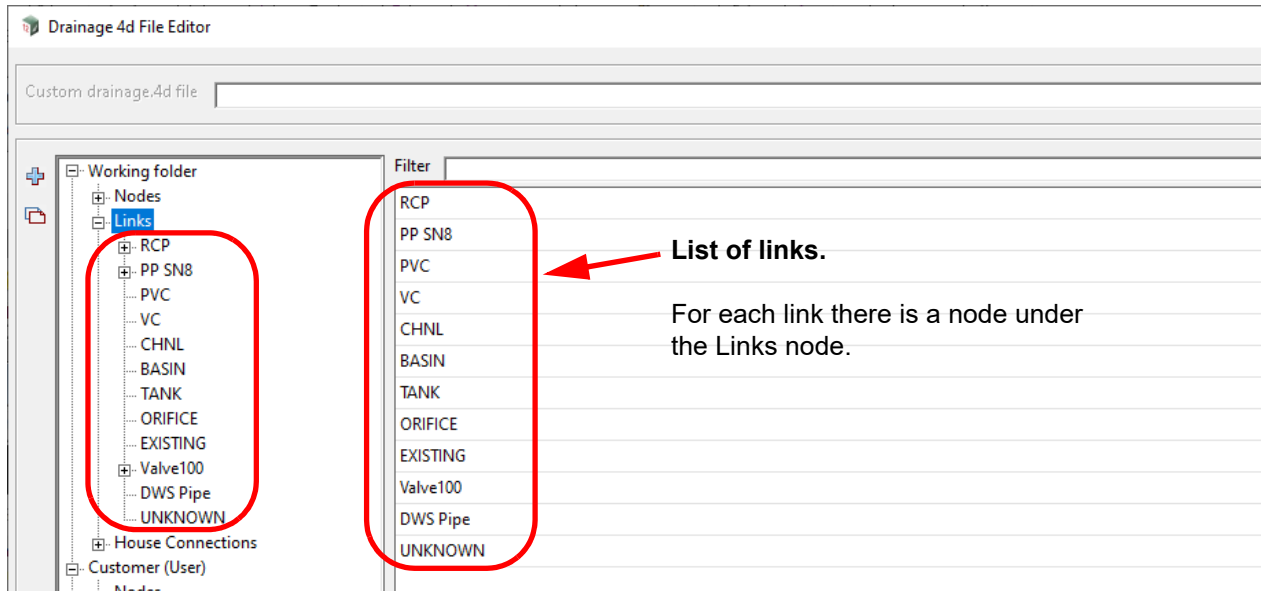 Drainage 4d File Editor
Custom drainage.4d file
Working folder
Nodes
Links
RCP
PP SN8
PVC
VC
CHNL
BASIN
TANK
ORIFICE
EXISTING
Valve100
DWS Pipe
UNKNOWN
House Connections
Customer (User)
Nodes
Filter
RCP
PP SN8
PVC
VC
CHNL
BASIN
TANK
ORIFICE
EXISTING
Valve100
DWS Pipe
UNKNOWN
List of links.
For each link there is a node under
the Links node.